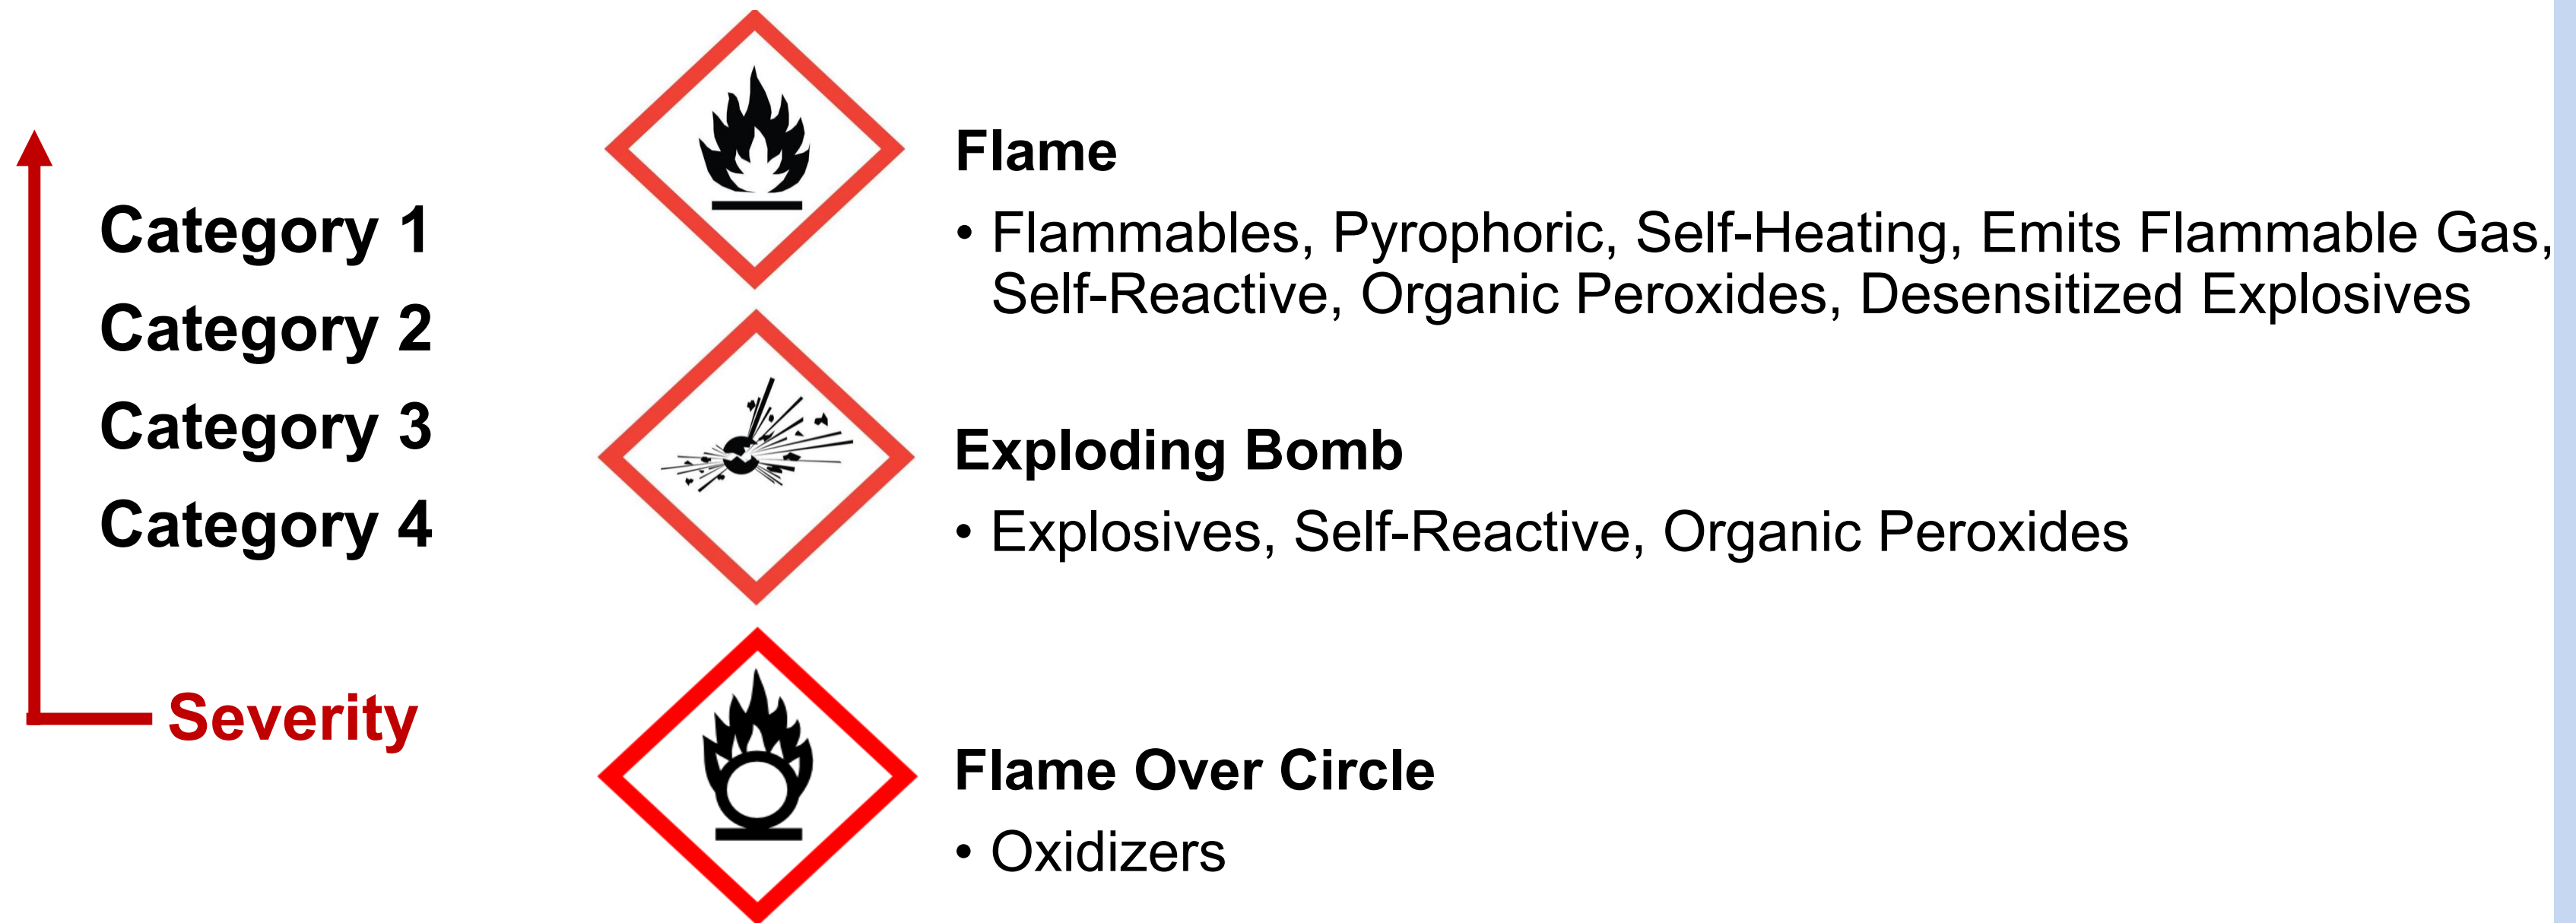 Category 1
Category 2
Category 3
Category 4
Severity
Flame
• Flammables, Pyrophoric, Self-Heating, Emits Flammable Gas,
Self-Reactive, Organic Peroxides, Desensitized Explosives
Exploding Bomb
• Explosives, Self-Reactive, Organic Peroxides
Flame Over Circle
• Oxidizers